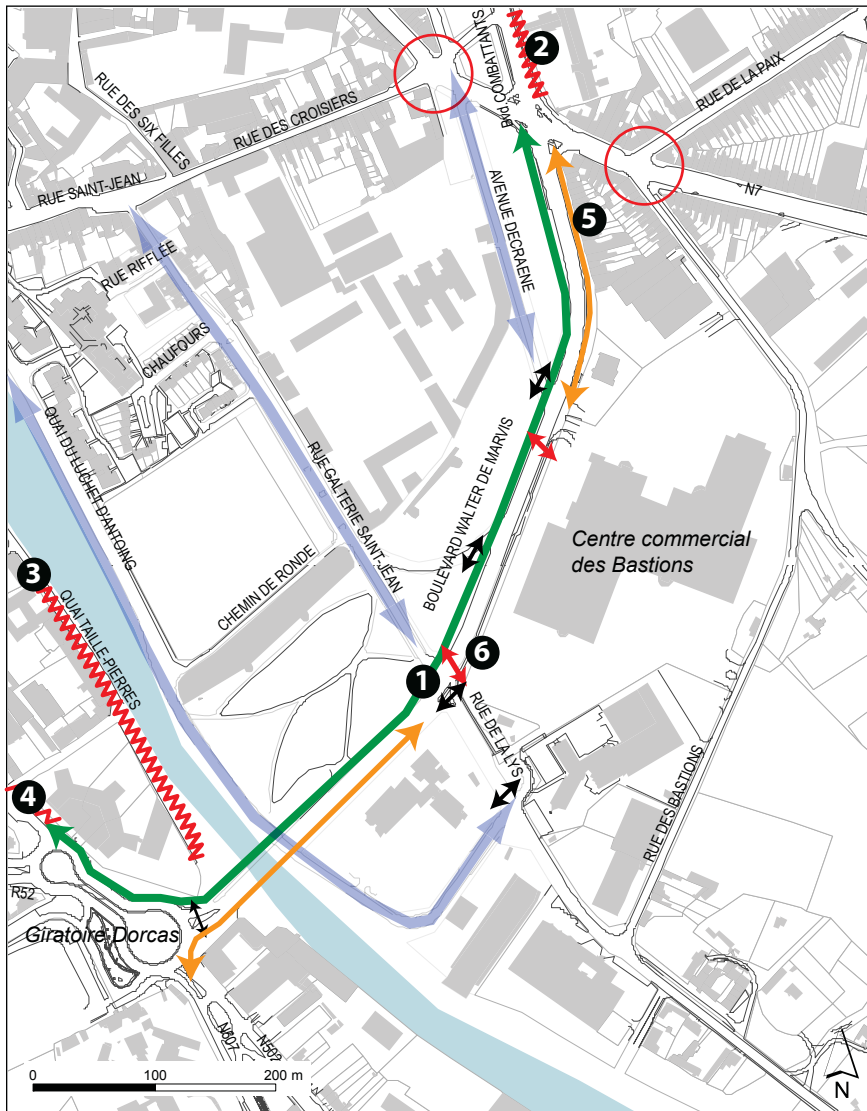 2
Bvd. COMBATTANTS
RUE DE LA PAIX
RUE DES SIX FILLES
RUE DES CROISIERS
RUE SAINT-JEAN
N7
AVENUE DECRAENE
5
RUE RIFFLÉE
CHAUFOURS
QUAI DU LUCHET D'ANTOING
RUE GALTERIE SAINT-JEAN
BOULEVARD WALTER DE MARVIS
Centre commercial
des Bastions
CHEMIN DE RONDE
3
QUAI TAILLE-PIERRES
6
1
RUE DE LA LYS
RUE DES BASTIONS
4
R52
Giratoire Dorcas
N507
N502
0 100 200 m
N